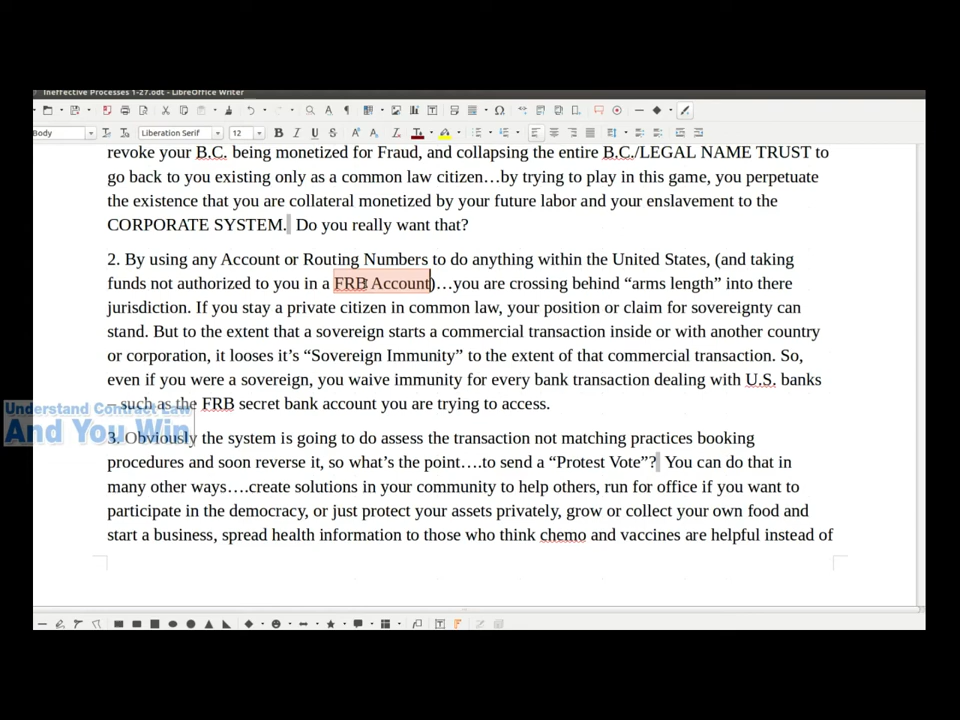 Ineffective Processes 1-27.odt - LibreOffice Writer
Body
Liberation Serif
12
revoke your B.C. being monetized for Fraud, and collapsing the entire B.C./LEGAL NAME TRUST to
go back to you existing only as a common law citizen…by trying to play in this game, you perpetuate
the existence that you are collateral monetized by your future labor and your enslavement to the
CORPORATE SYSTEM. Do you really want that?
2. By using any Account or Routing Numbers to do anything within the United States, (and taking
funds not authorized to you in a FRB Account)…you are crossing behind “arms length” into there
jurisdiction. If you stay a private citizen in common law, your position or claim for sovereignty can
stand. But to the extent that a sovereign starts a commercial transaction inside or with another country
or corporation, it looses it’s “Sovereign Immunity” to the extent of that commercial transaction. So,
even if you were a sovereign, you waive immunity for every bank transaction dealing with U.S. banks
– such as the FRB secret bank account you are trying to access.
Understand Contract Law
And You Win
3. Obviously the system is going to do assess the transaction not matching practices booking
procedures and soon reverse it, so what’s the point….to send a “Protest Vote”? You can do that in
many other ways….create solutions in your community to help others, run for office if you want to
participate in the democracy, or just protect your assets privately, grow or collect your own food and
start a business, spread health information to those who think chemo and vaccines are helpful instead of